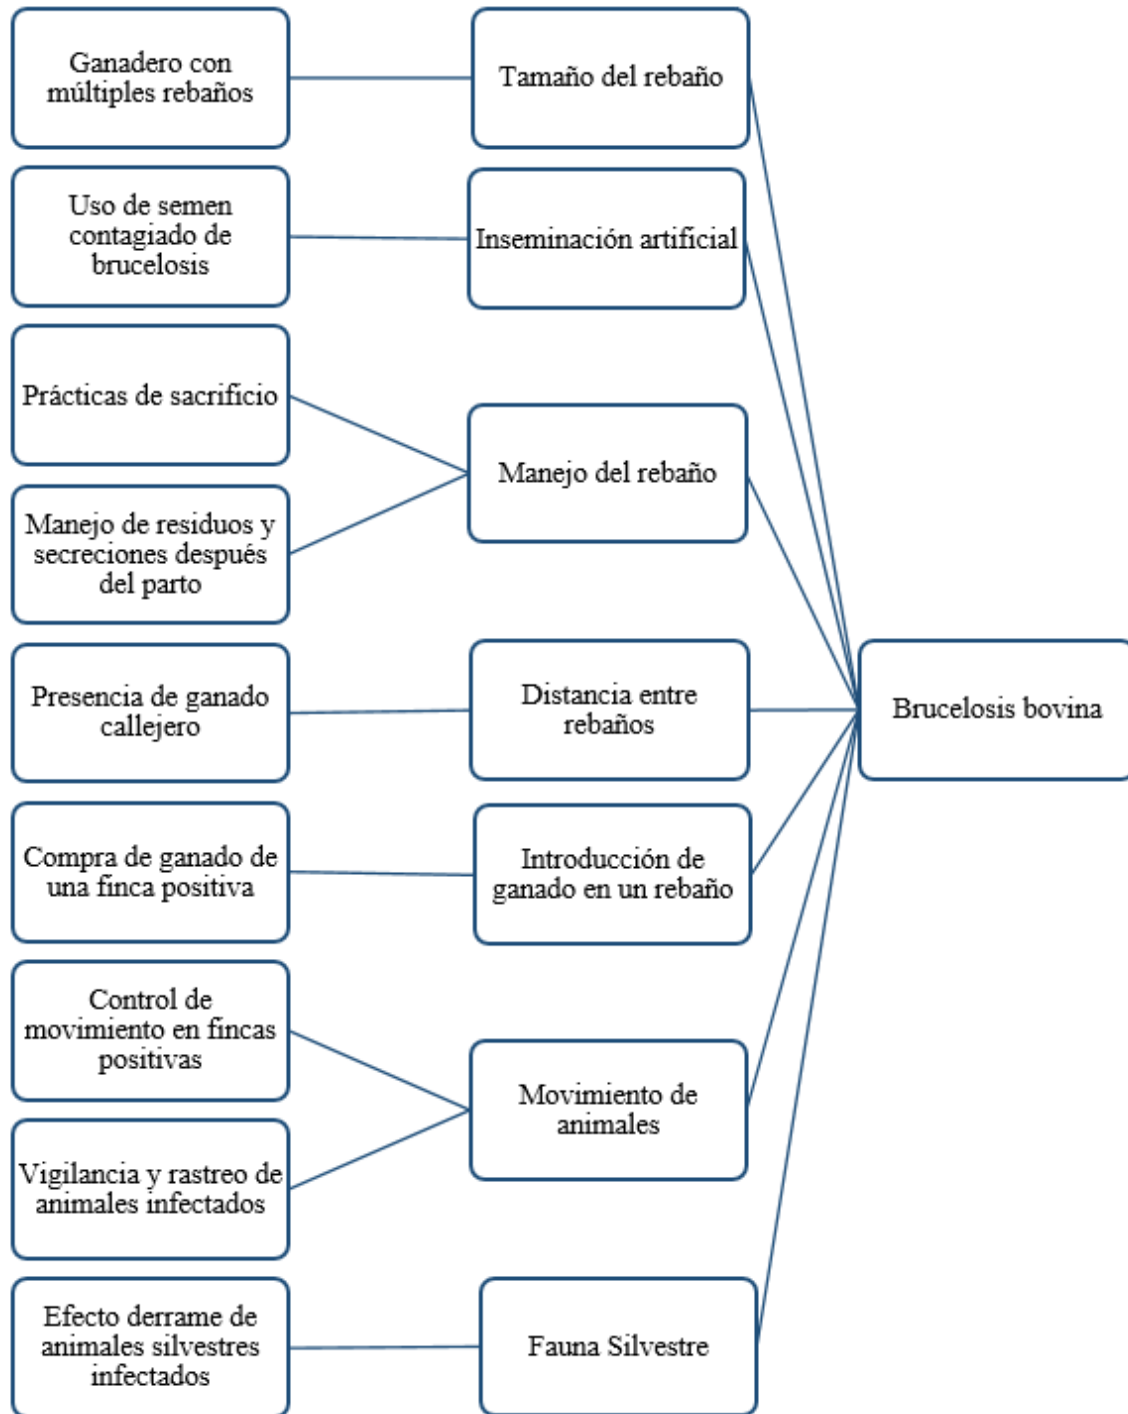 Ganadero con
múltiples rebaños
Tamaño del rebaño
Uso de semen
contagiado de
brucelosis
Inseminación artificial
Prácticas de sacrificio
Manejo de residuos y
secreciones después
del parto
Manejo del rebaño
Presencia de ganado
callejero
Distancia entre
rebaños
Compra de ganado de
una finca positiva
Introducción de
ganado en un rebaño
Control de
movimiento en fincas
positivas
Vigilancia y rastreo de
animales infectados
Movimiento de
animales
Efecto derrame de
animales silvestres
infectados
Fauna Silvestre
Brucelosis bovina